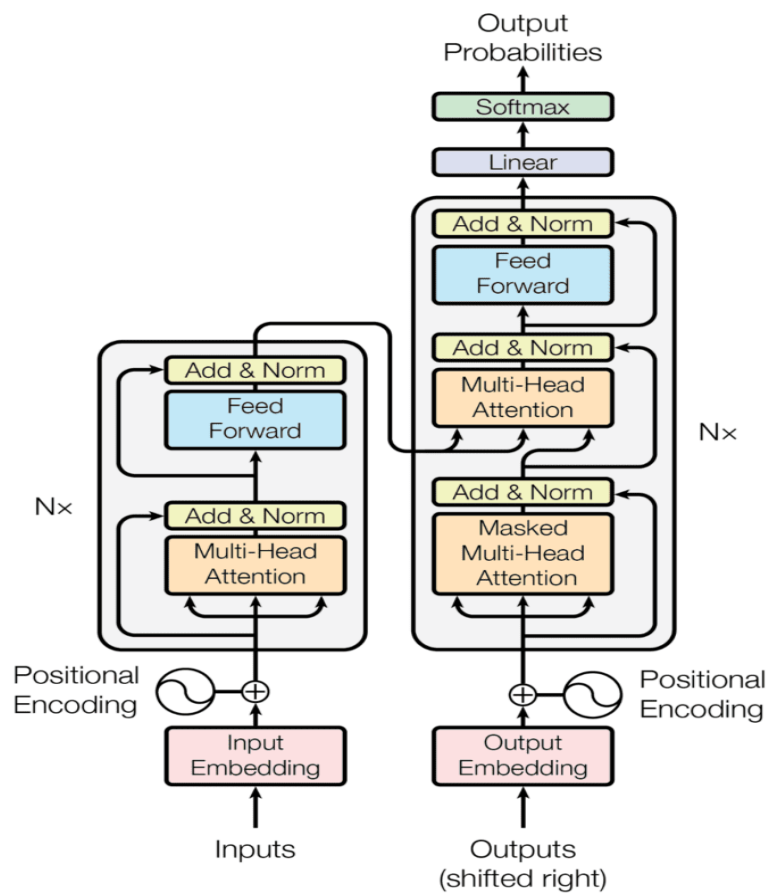 Output
Probabilities
Softmax
Linear
Add & Norm
Feed
Forward
Add & Norm
Multi-Head
Attention
Add & Norm
Masked
Multi-Head
Attention
Nx
Add & Norm
Feed
Forward
Add & Norm
Multi-Head
Attention
Nx
Positional
Encoding
Positional
Encoding
Input
Embedding
Output
Embedding
Inputs
Outputs
(shifted right)